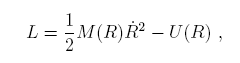 L = \frac{1}{2} M(R) \dot{R}^2 - U(R) ,